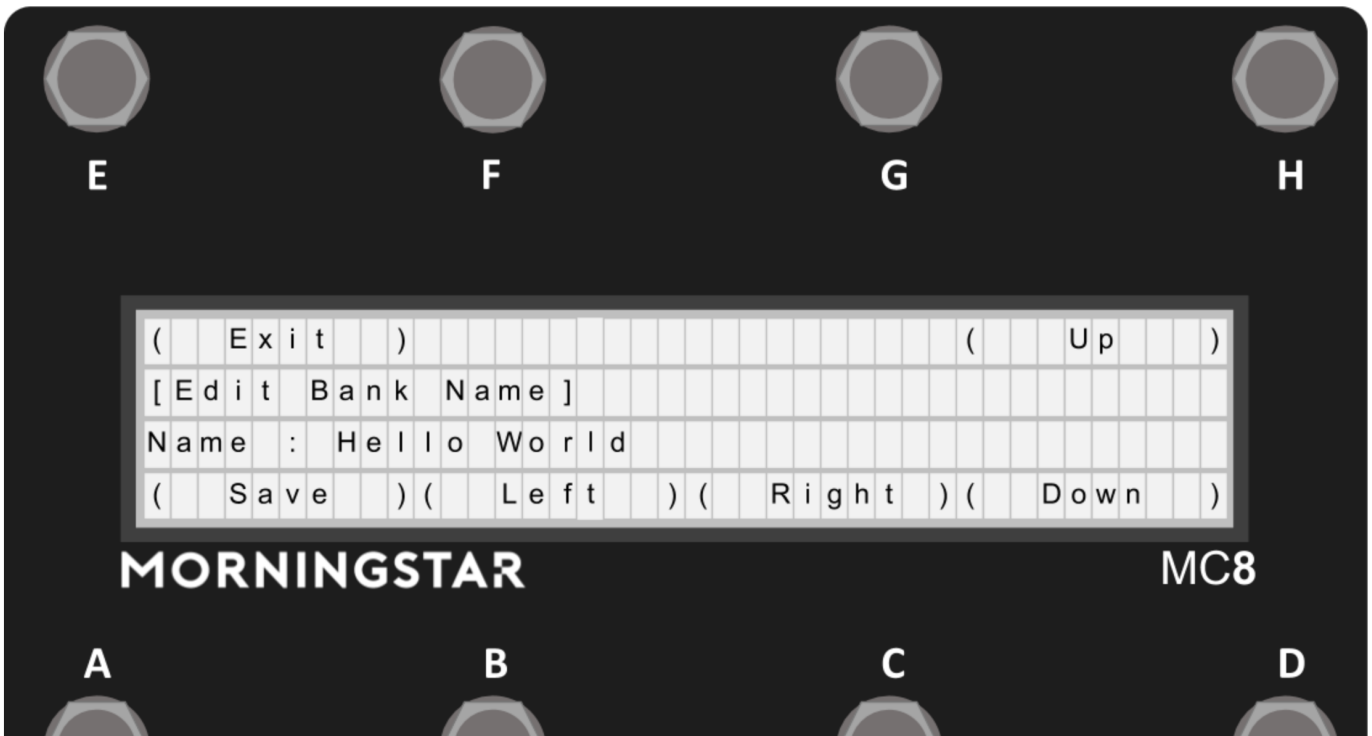 E F G H
( Exit ) ( Up )
[Edit Bank Name]
Name : Hello World
( Save )( Left )( Right )( Down )
MORNINGSTAR MC8
A B C D